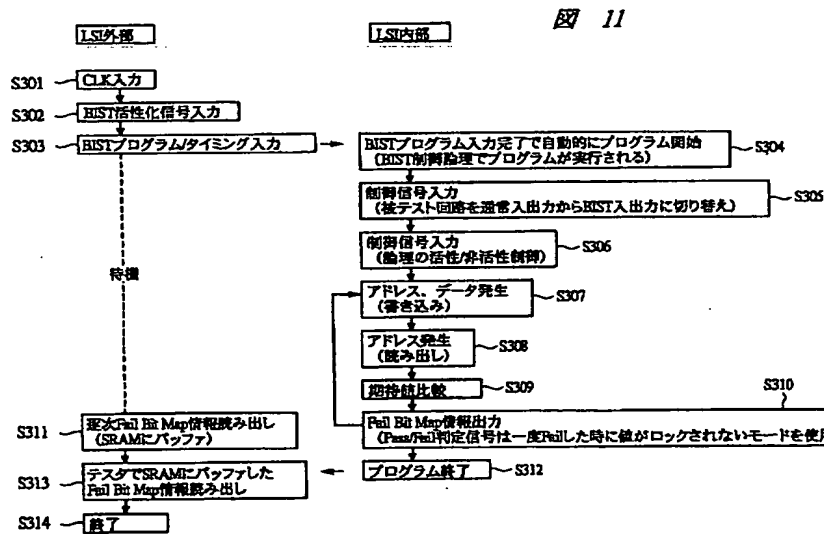 図 11
LSI外部
LSI内部
S301
CLK入力
S302
BIST活性化信号入力
S303
BISTプログラム/タイミング入力
BISTプログラム入力完了で自動的にプログラム開始
(BIST制御論理でプログラムが実行される)
S304
制御信号入力
(被テスト回路を通常入出力からBIST入出力に切り替え)
S305
制御信号入力
(論理の活性/非活性制御)
S306
待機
アドレス、データ発生
(書き込み)
S307
アドレス発生
(読み出し)
S308
期待値比較
S309
S310
S311
逐次Fail Bit Map情報読み出し
(SRAMにバッファ)
Fail Bit Map情報出力
(Pass/Fail判定信号は一度Failした時に値がロックされないモードを使用
S313
テスタでSRAMにバッファした
Fail Bit Map情報読み出し
プログラム終了
S312
S314
終了